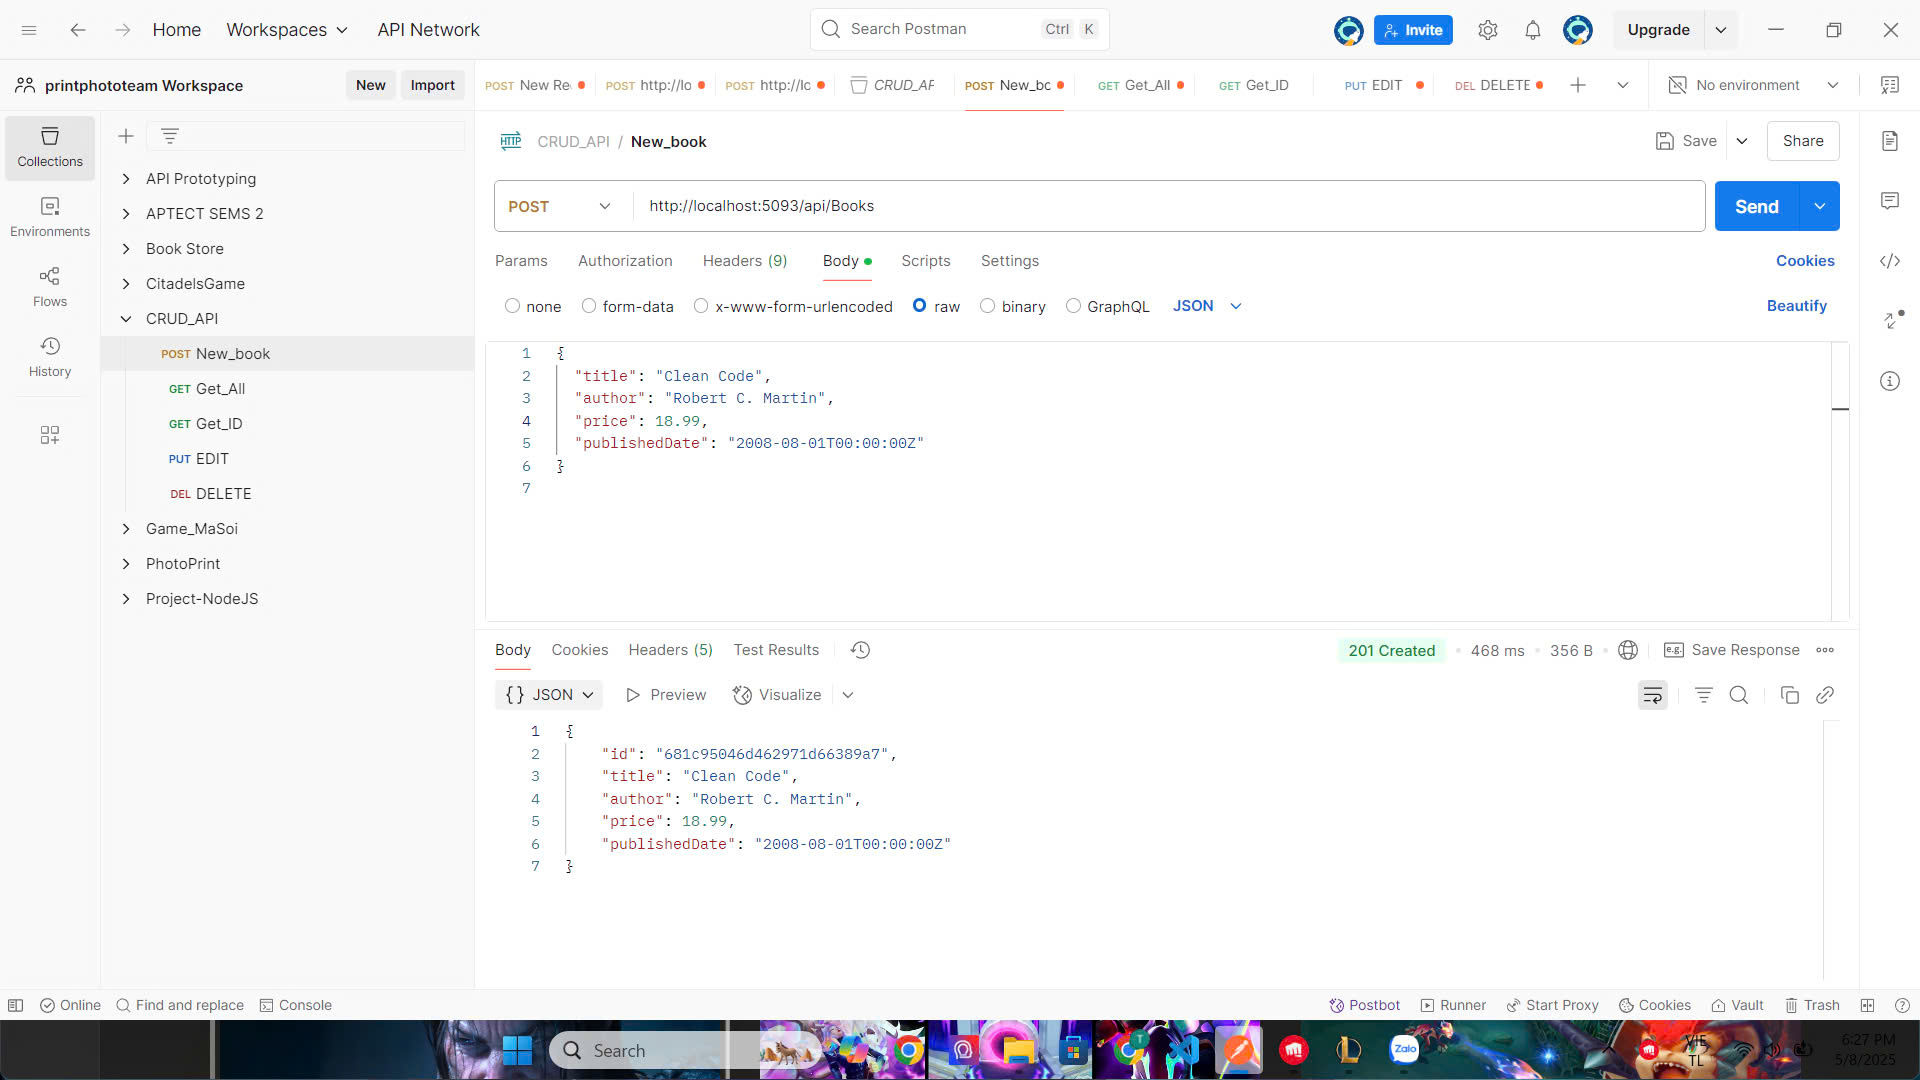 Home Workspaces API Network Search Postman Ctrl K Invite Upgrade
printphototeam Workspace New Import POST New Re POST http://lo POST http://lc CRUD_AF POST New_bc GET Get_All GET Get_ID PUT EDIT DEL DELETE No environment
Collections
Environments
Flows
History
API Prototyping
APTECT SEMS 2
Book Store
CitadelsGame
CRUD_API
POST New_book
GET Get_All
GET Get_ID
PUT EDIT
DEL DELETE
Game_MaSoi
PhotoPrint
Project-NodeJS
HTTP CRUD_API / New_book Save Share
POST http://localhost:5093/api/Books Send
Params Authorization Headers (9) Body Scripts Settings Cookies
none form-data x-www-form-urlencoded raw binary GraphQL JSON Beautify
1 {
2 "title": "Clean Code",
3 "author": "Robert C. Martin",
4 "price": 18.99,
5 "publishedDate": "2008-08-01T00:00:00Z"
6 }
7
Body Cookies Headers (5) Test Results 201 Created 468 ms 356 B e.g. Save Response
{} JSON Preview Visualize
1 {
2 "id": "681c95046d462971d66389a7",
3 "title": "Clean Code",
4 "author": "Robert C. Martin",
5 "price": 18.99,
6 "publishedDate": "2008-08-01T00:00:00Z"
7 }
Online Find and replace Console Postbot Runner Start Proxy Cookies Vault Trash
Search Zalo VIE 6:27 PM
TL 5/8/2025